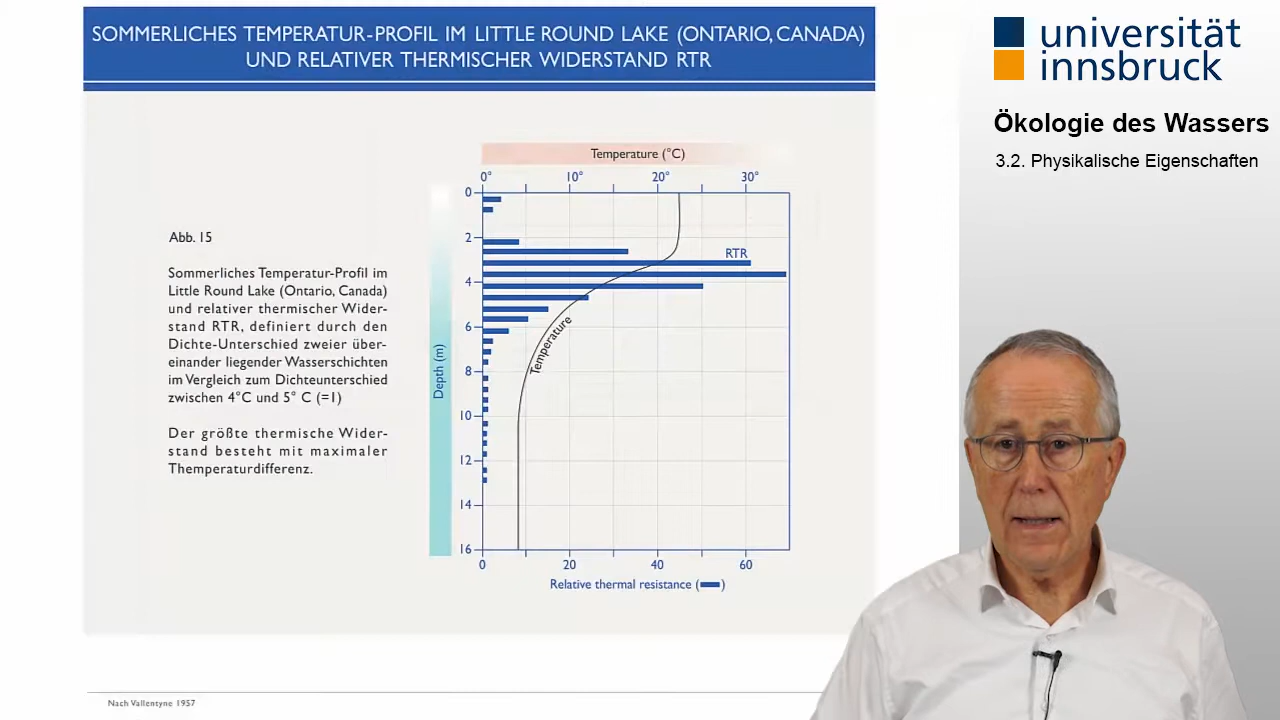 SOMMERLICHES TEMPERATUR-PROFIL IM LITTLE ROUND LAKE (ONTARIO, CANADA)
UND RELATIVER THERMISCHER WIDERSTAND RTR
universität
innsbruck
Ökologie des Wassers
3.2. Physikalische Eigenschaften
Abb. 15
Sommerliches Temperatur-Profil im
Little Round Lake (Ontario, Canada)
und relativer thermischer Wider-
stand RTR, definiert durch den
Dichte-Unterschied zweier über-
einander liegender Wasserschichten
im Vergleich zum Dichteunterschied
zwischen 4°C und 5° C (=1)
Der größte thermische Wider-
stand besteht mit maximaler
Themperaturdifferenz.
Temperature (°C)
0° 10° 20° 30°
0
2
4
6
8
10
12
14
16
Depth (m)
RTR
Temperature
0 20 40 60
Relative thermal resistance ( )
Nach Vallentyne 1957